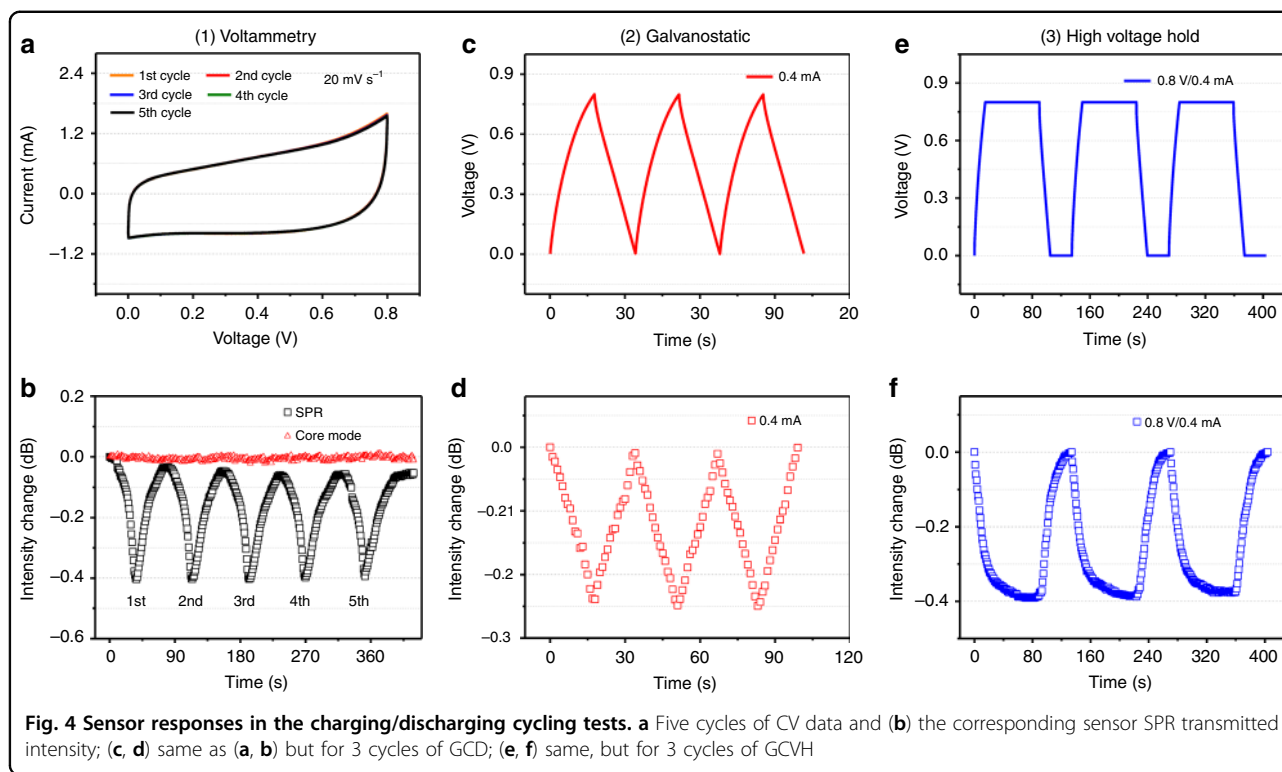 a
(1) Voltammetry
2.4
1.2
0.0
−1.2
Current (mA)
1st cycle 2nd cycle 20 mV s⁻¹
3rd cycle 4th cycle
5th cycle
0.0 0.2 0.4 0.6 0.8
Voltage (V)
c
(2) Galvanostatic
0.9
0.6
0.3
0.0
Voltage (V)
0.4 mA
0 30 30 90 20
Time (s)
e
(3) High voltage hold
0.9
0.6
0.3
0.0
Voltage (V)
0.8 V/0.4 mA
0 80 160 240 120 400
Time (s)
b
0.2
0.0
−0.2
−0.4
−0.6
Intensity change (dB)
SPR
Core mode
1st 2nd 3rd 4th 5th
0 90 180 270 360
Time (s)
d
0.0
−0.21
−0.2
−0.3
Intensity change (dB)
0.4 mA
0 30 60 90 120
Time (s)
f
0.0
−0.2
−0.4
Intensity change (dB)
0.8 V/0.4 mA
0 80 160 240 320 400
Time (s)
Fig. 4 Sensor responses in the charging/discharging cycling tests. a Five cycles of CV data and (b) the corresponding sensor SPR transmitted
intensity; (c, d) same as (a, b) but for 3 cycles of GCD; (e, f) same, but for 3 cycles of GCVH